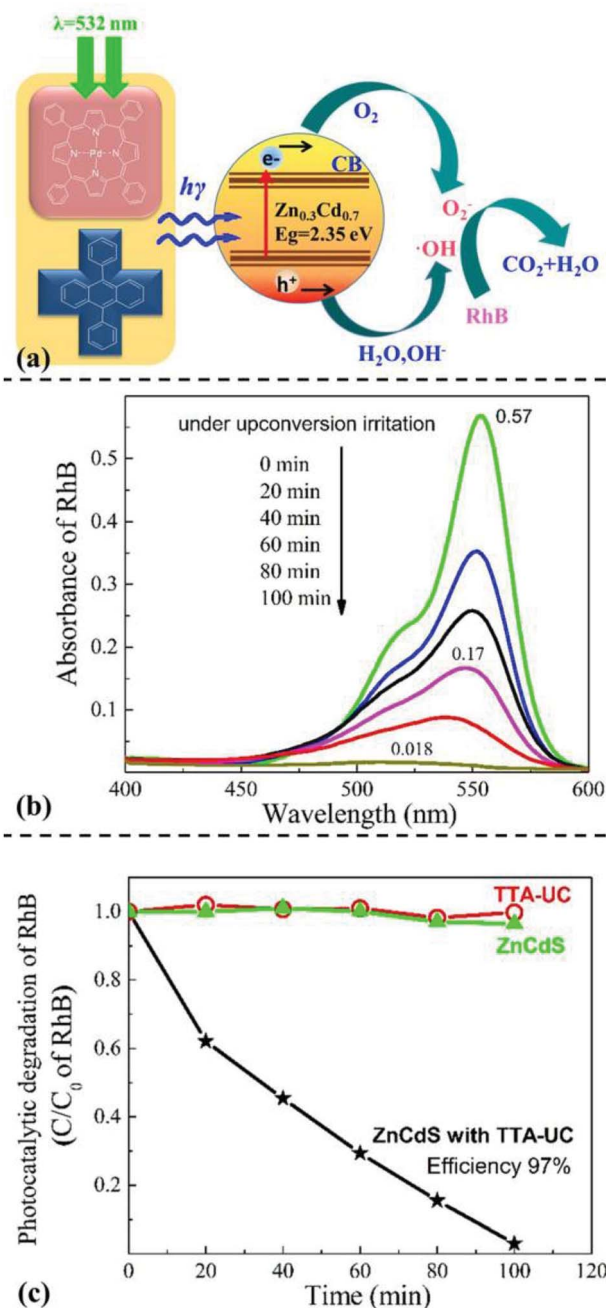 λ=532 nm
N
N
Pd
N
N
hγ
e-
CB
Zn0.3Cd0.7
Eg=2.35 eV
h+
O2
O2-
·OH
CO2+H2O
RhB
H2O,OH-
(a)
under upconversion irritation
0 min
20 min
40 min
60 min
80 min
100 min
0.57
0.17
0.018
Absorbance of RhB
0.5
0.4
0.3
0.2
0.1
400
450
500
550
600
Wavelength (nm)
(b)
TTA-UC
ZnCdS
ZnCdS with TTA-UC
Efficiency 97%
Photocatalytic degradation of RhB
(C/C0 of RhB)
1.0
0.8
0.6
0.4
0.2
0
20
40
60
80
100
120
Time (min)
(c)